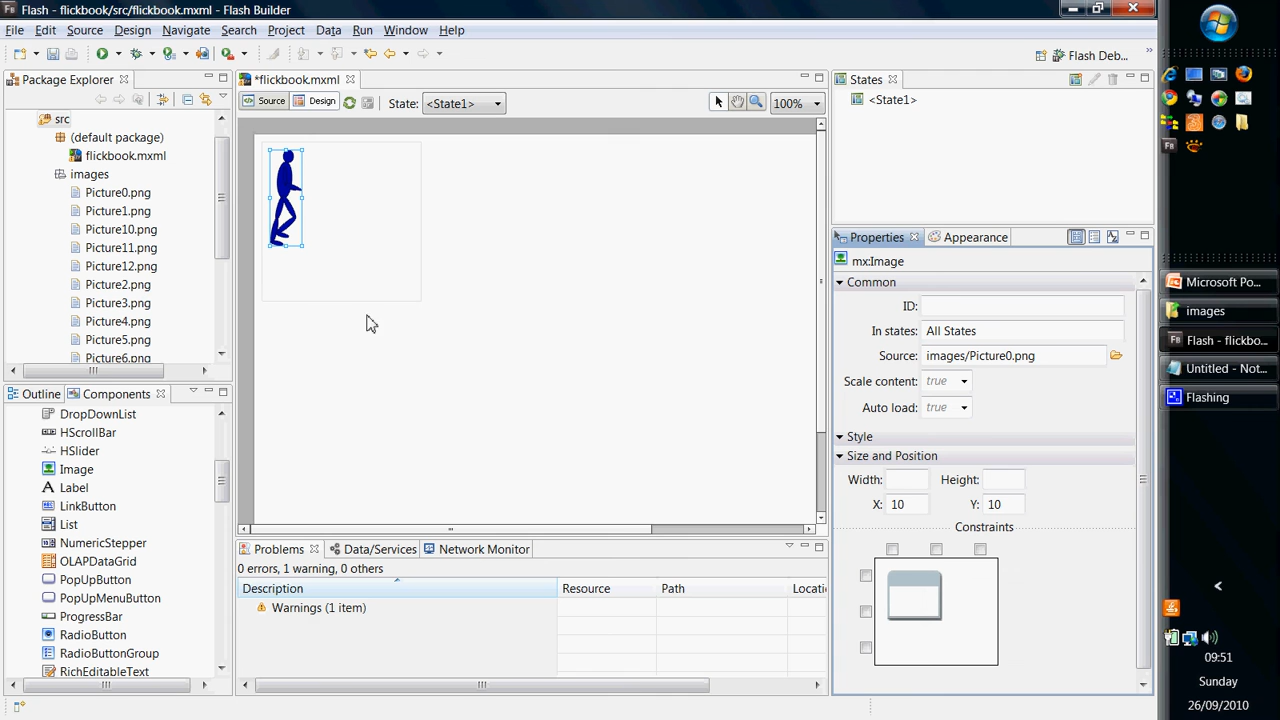 Flash - flickbook/src/flickbook.mxml - Flash Builder
File Edit Source Design Navigate Search Project Data Run Window Help
Flash Deb...
Package Explorer
src
(default package)
flickbook.mxml
images
Picture0.png
Picture1.png
Picture10.png
Picture11.png
Picture12.png
Picture2.png
Picture3.png
Picture4.png
Picture5.png
Picture6.png
Outline Components
DropDownList
HScrollBar
HSlider
Image
Label
LinkButton
List
NumericStepper
OLAPDataGrid
PopUpButton
PopUpMenuButton
ProgressBar
RadioButton
RadioButtonGroup
RichEditableText
*flickbook.mxml
Source Design State: <State1> 100%
Problems Data/Services Network Monitor
0 errors, 1 warning, 0 others
Description Resource Path Locati
Warnings (1 item)
States
<State1>
Properties Appearance
mx:Image
Common
ID:
In states: All States
Source: images/Picture0.png
Scale content: true
Auto load: true
Style
Size and Position
Width: Height:
X: 10 Y: 10
Constraints
Fb
Microsoft Po...
images
Fb Flash - flickbo...
Untitled - Not...
Flashing
<
09:51
Sunday
26/09/2010